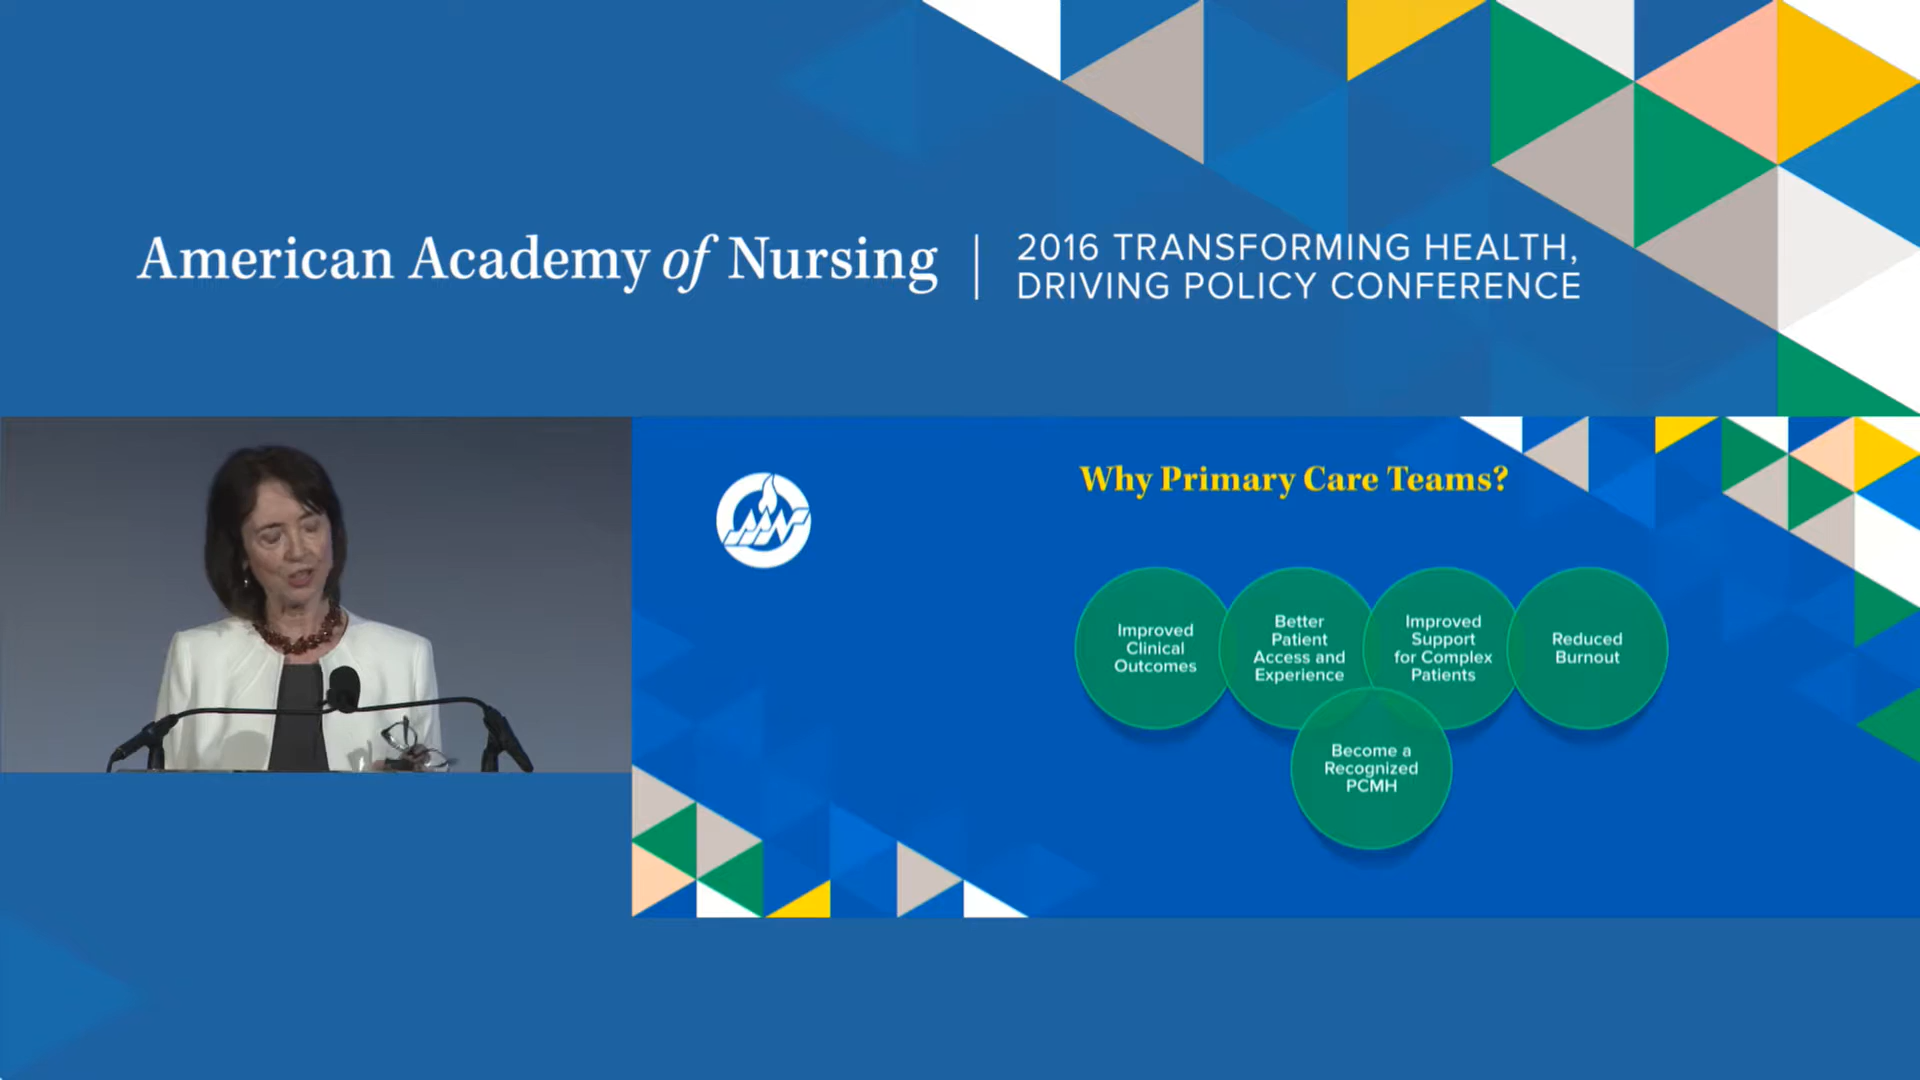 American Academy of Nursing
2016 TRANSFORMING HEALTH,
DRIVING POLICY CONFERENCE
Why Primary Care Teams?
Improved
Clinical
Outcomes
Better
Patient
Access and
Experience
Improved
Support
for Complex
Patients
Reduced
Burnout
Become a
Recognized
PCMH